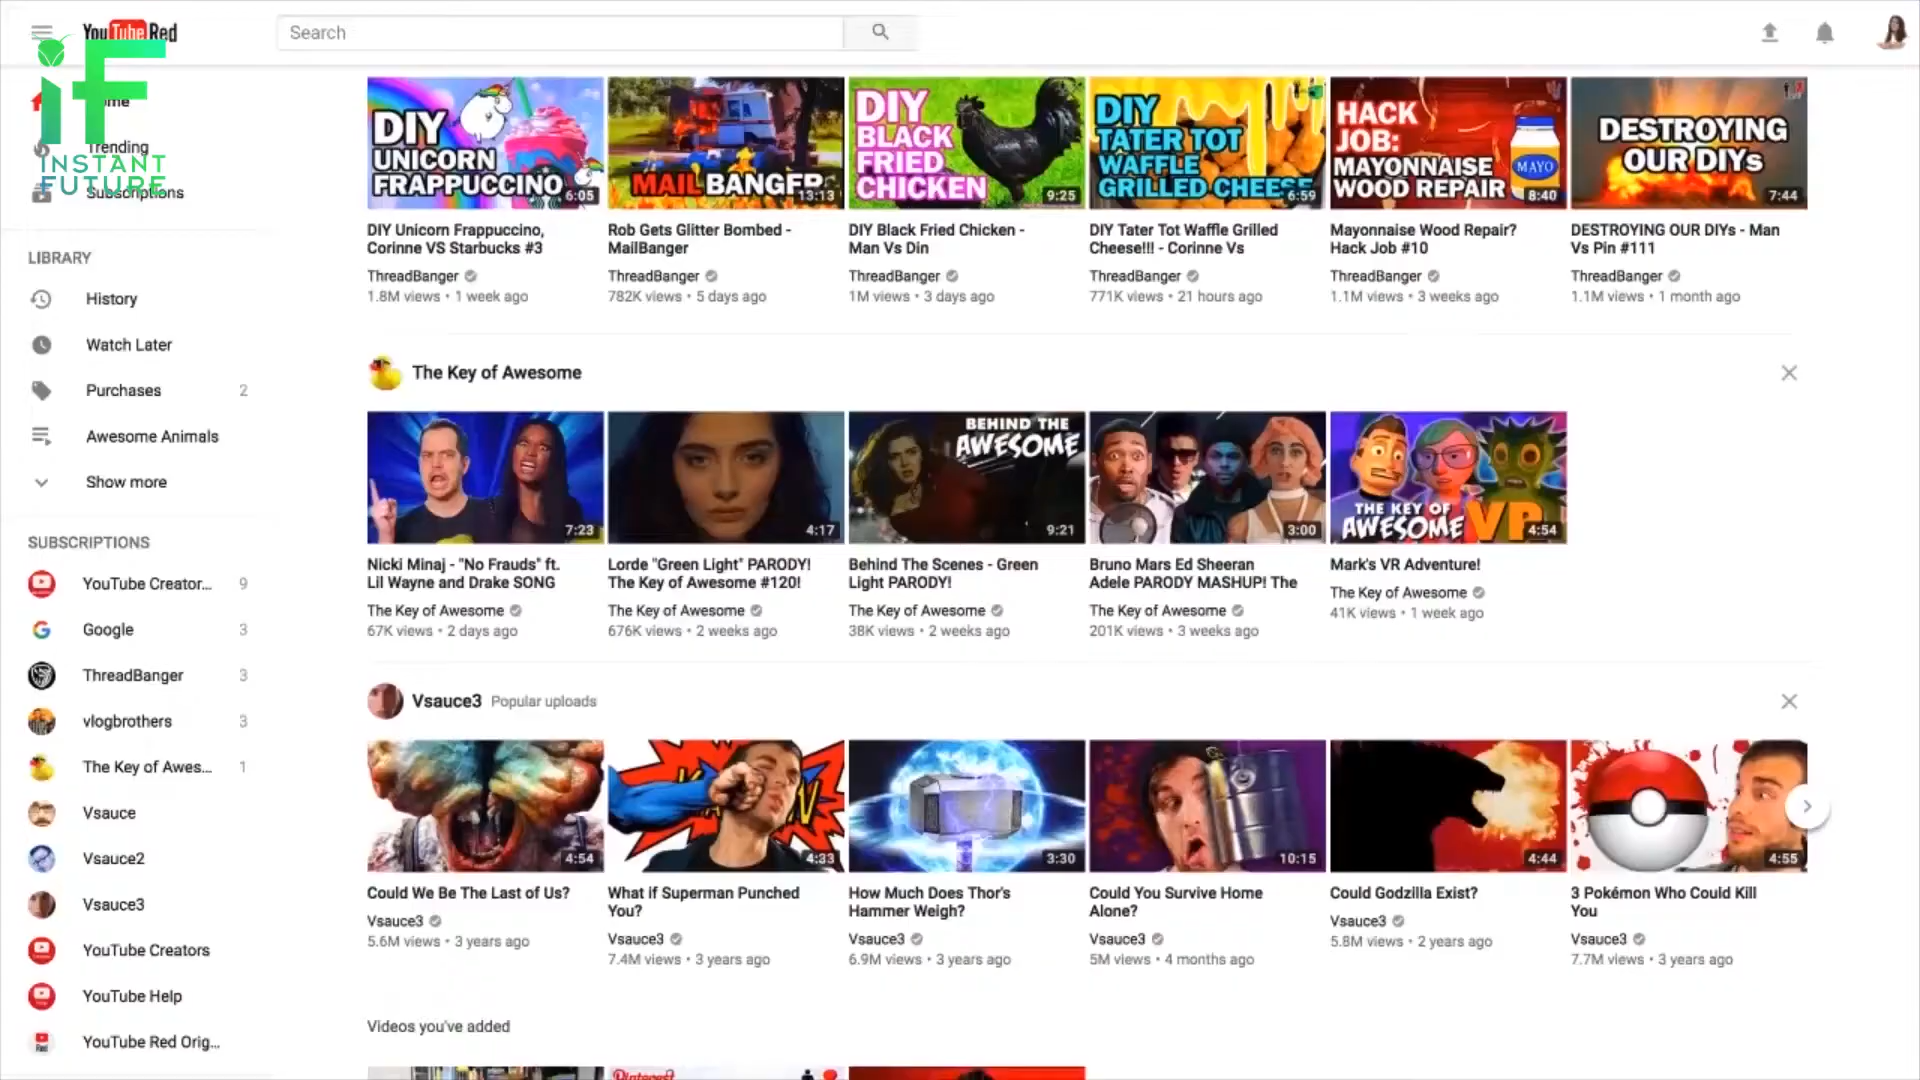 YouTube Red
Search
iF
INSTANT
FUTURE
Home
Trending
Subscriptions
LIBRARY
History
Watch Later
Purchases 2
Awesome Animals
Show more
SUBSCRIPTIONS
YouTube Creator... 9
Google 3
ThreadBanger 3
vlogbrothers 3
The Key of Awes... 1
Vsauce
Vsauce2
Vsauce3
YouTube Creators
YouTube Help
YouTube Red Orig...
DIY
UNICORN
FRAPPUCCINO
6:05
DIY Unicorn Frappuccino,
Corinne VS Starbucks #3
ThreadBanger
1.8M views • 1 week ago
MAIL BANGER
13:13
Rob Gets Glitter Bombed -
MailBanger
ThreadBanger
782K views • 5 days ago
DIY
BLACK
FRIED
CHICKEN
9:25
DIY Black Fried Chicken -
Man Vs Din
ThreadBanger
1M views • 3 days ago
DIY
TATER TOT
WAFFLE
GRILLED CHEESE
6:59
DIY Tater Tot Waffle Grilled
Cheese!!! - Corinne Vs
ThreadBanger
771K views • 21 hours ago
HACK
JOB:
MAYONNAISE
WOOD REPAIR
MAYO
8:40
Mayonnaise Wood Repair?
Hack Job #10
ThreadBanger
1.1M views • 3 weeks ago
DESTROYING
OUR DIYs
7:44
DESTROYING OUR DIYs - Man
Vs Pin #111
ThreadBanger
1.1M views • 1 month ago
The Key of Awesome
7:23
Nicki Minaj - "No Frauds" ft.
Lil Wayne and Drake SONG
The Key of Awesome
67K views • 2 days ago
4:17
Lorde "Green Light" PARODY!
The Key of Awesome #120!
The Key of Awesome
676K views • 2 weeks ago
BEHIND THE
AWESOME
9:21
Behind The Scenes - Green
Light PARODY!
The Key of Awesome
38K views • 2 weeks ago
3:00
Bruno Mars Ed Sheeran
Adele PARODY MASHUP! The
The Key of Awesome
201K views • 3 weeks ago
THE KEY OF
AWESOME VR
4:54
Mark's VR Adventure!
The Key of Awesome
41K views • 1 week ago
Vsauce3 Popular uploads
4:54
Could We Be The Last of Us?
Vsauce3
5.6M views • 3 years ago
4:33
What if Superman Punched
You?
Vsauce3
7.4M views • 3 years ago
3:30
How Much Does Thor's
Hammer Weigh?
Vsauce3
6.9M views • 3 years ago
10:15
Could You Survive Home
Alone?
Vsauce3
5M views • 4 months ago
4:44
Could Godzilla Exist?
Vsauce3
5.8M views • 2 years ago
4:55
3 Pokémon Who Could Kill
You
Vsauce3
7.7M views • 3 years ago
Videos you've added
Pinterest